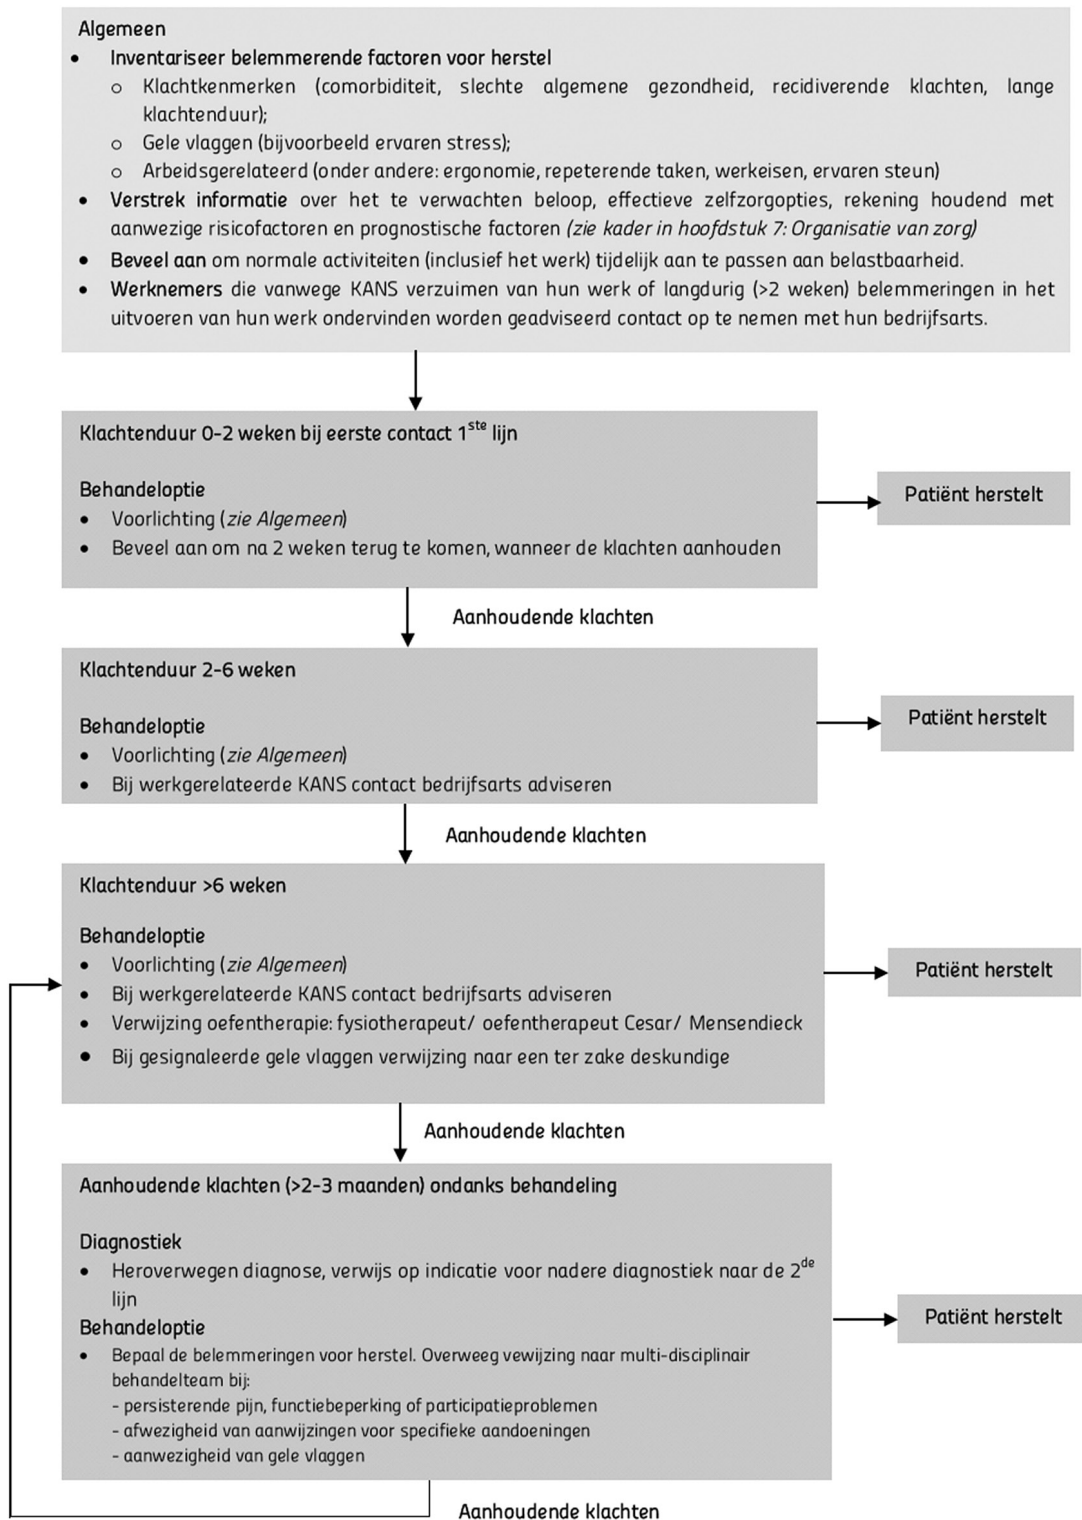 Algemeen
• Inventariseer belemmerende factoren voor herstel
o Klachtkenmerken (comorbiditeit, slechte algemene gezondheid, recidiverende klachten, lange
klachtenduur);
o Gele vlaggen (bijvoorbeeld ervaren stress);
o Arbeidsgerelateerd (onder andere: ergonomie, repeterende taken, werkeisen, ervaren steun)
• Verstrek informatie over het te verwachten beloop, effectieve zelfzorgopties, rekening houdend met
aanwezige risicofactoren en prognostische factoren (zie kader in hoofdstuk 7: Organisatie van zorg)
• Beveel aan om normale activiteiten (inclusief het werk) tijdelijk aan te passen aan belastbaarheid.
• Werknemers die vanwege KANS verzuimen van hun werk of langdurig (>2 weken) belemmeringen in het
uitvoeren van hun werk ondervinden worden geadviseerd contact op te nemen met hun bedrijfsarts.
Klachtenduur 0-2 weken bij eerste contact 1ste lijn
Behandeloptie
• Voorlichting (zie Algemeen)
• Beveel aan om na 2 weken terug te komen, wanneer de klachten aanhouden
Patiënt herstelt
Aanhoudende klachten
Klachtenduur 2-6 weken
Behandeloptie
• Voorlichting (zie Algemeen)
• Bij werkgerelateerde KANS contact bedrijfsarts adviseren
Patiënt herstelt
Aanhoudende klachten
Klachtenduur >6 weken
Behandeloptie
• Voorlichting (zie Algemeen)
• Bij werkgerelateerde KANS contact bedrijfsarts adviseren
• Verwijzing oefentherapie: fysiotherapeut/ oefentherapeut Cesar/ Mensendieck
• Bij gesignaleerde gele vlaggen verwijzing naar een ter zake deskundige
Patiënt herstelt
Aanhoudende klachten
Aanhoudende klachten (>2-3 maanden) ondanks behandeling
Diagnostiek
• Heroverwegen diagnose, verwijs op indicatie voor nadere diagnostiek naar de 2de
lijn
Behandeloptie
• Bepaal de belemmeringen voor herstel. Overweeg vewijzing naar multi-disciplinair
behandelteam bij:
- persisterende pijn, functiebeperking of participatieproblemen
- afwezigheid van aanwijzingen voor specifieke aandoeningen
- aanwezigheid van gele vlaggen
Patiënt herstelt
Aanhoudende klachten